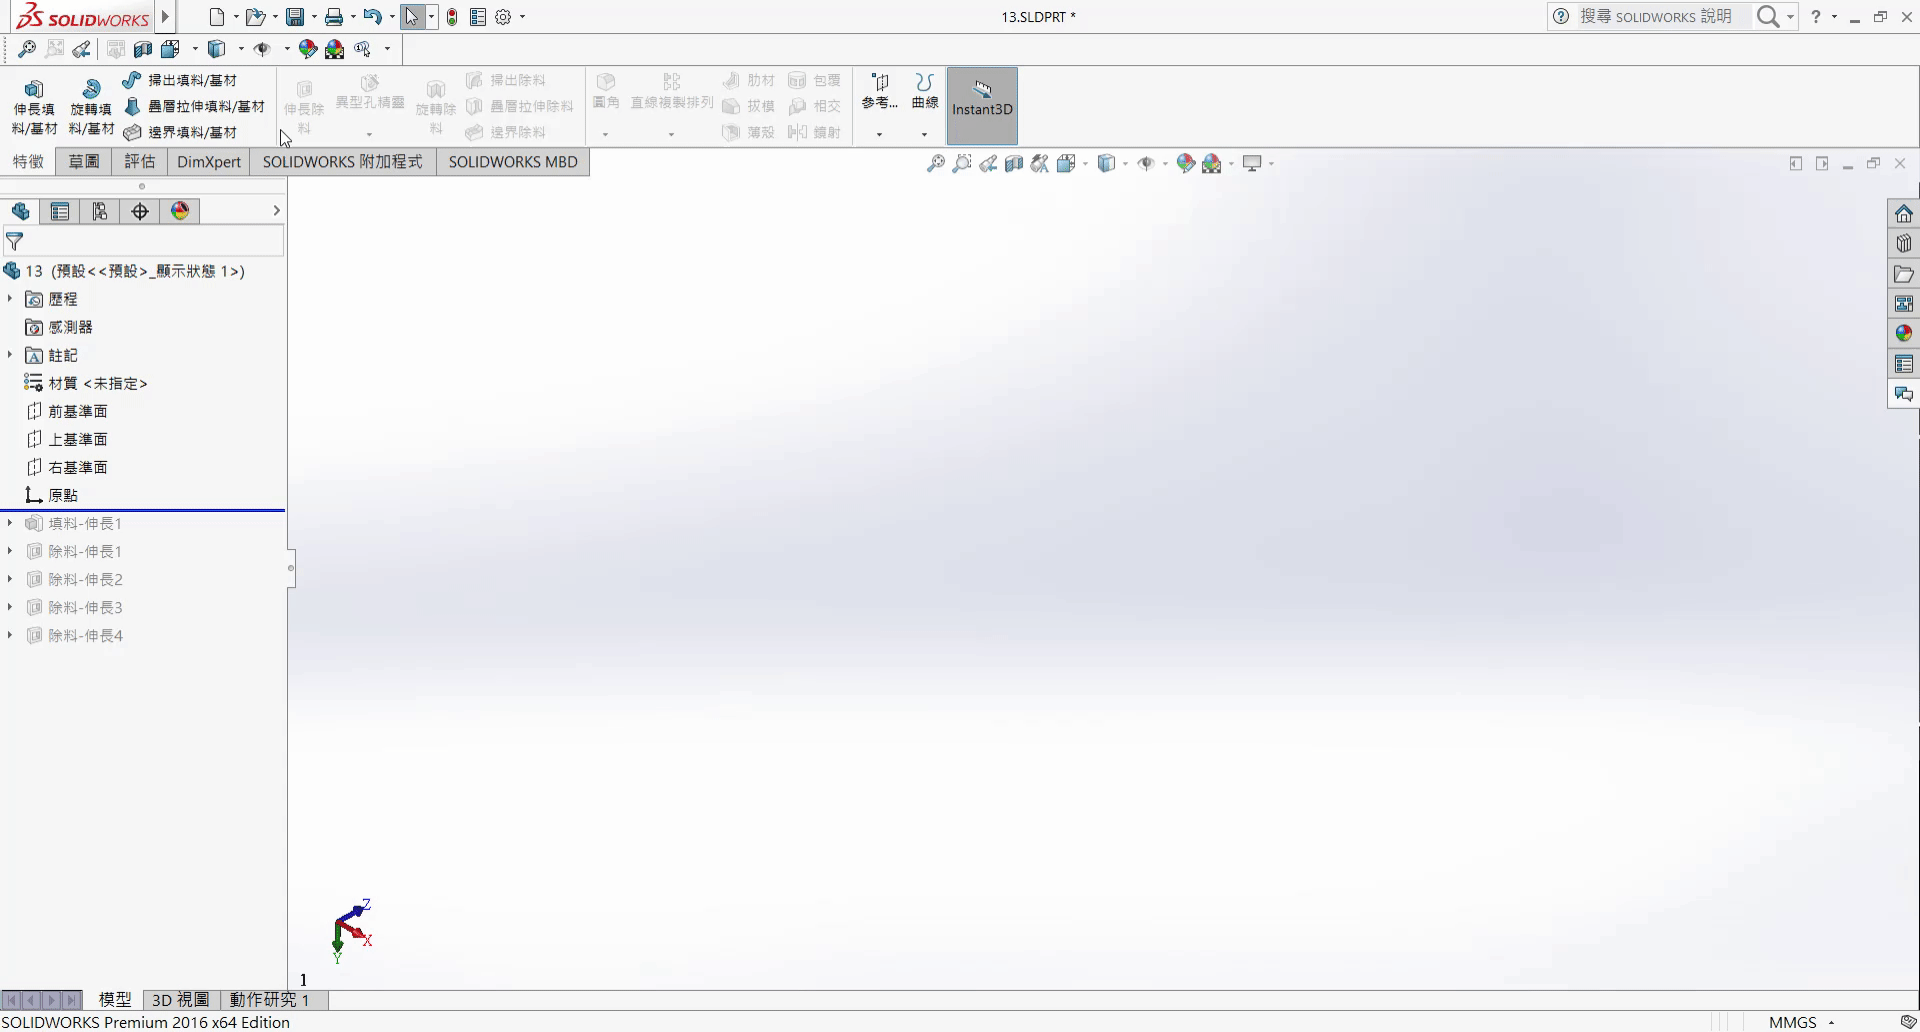 SOLIDWORKS
13.SLDPRT *
搜尋 SOLIDWORKS 說明
伸長填料/基材
旋轉填料/基材
掃出填料/基材
疊層拉伸填料/基材
邊界填料/基材
伸長除料
異型孔精靈
旋轉除料
掃出除料
疊層拉伸除料
邊界除料
圓角
直線複製排列
肋材
拔模
薄殼
包覆
相交
鏡射
參考...
曲線
Instant3D
特徵
草圖
評估
DimXpert
SOLIDWORKS 附加程式
SOLIDWORKS MBD
13 (預設<<預設>_顯示狀態 1>)
歷程
感測器
註記
材質 <未指定>
前基準面
上基準面
右基準面
原點
填料-伸長1
除料-伸長1
除料-伸長2
除料-伸長3
除料-伸長4
Z
X
Y
1
模型
3D 視圖
動作研究 1
SOLIDWORKS Premium 2016 x64 Edition
MMGS